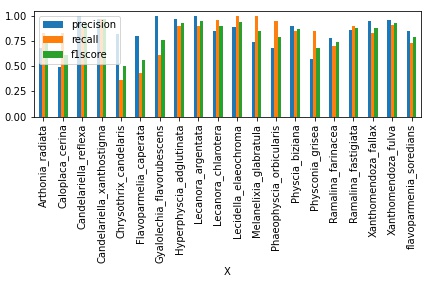 1.00
0.75
0.50
0.25
0.00
precision
recall
f1score
Arthonia_radiata
Caloplaca_cerina
Candelariella_reflexa
Candelariella_xanthostigma
Chrysothrix_candelaris
Flavoparmelia_caperata
Gyalolechia_flavorubescens
Hyperphyscia_adglutinata
Lecanora_argentata
Lecanora_chlarotera
Lecidella_elaeochroma
Melanelixia_glabratula
Phaeophyscia_orbicularis
Physcia_biziana
Physconia_grisea
Ramalina_farinacea
Ramalina_fastigiata
Xanthomendoza_fallax
Xanthomendoza_fulva
flavoparmenia_soredians
X